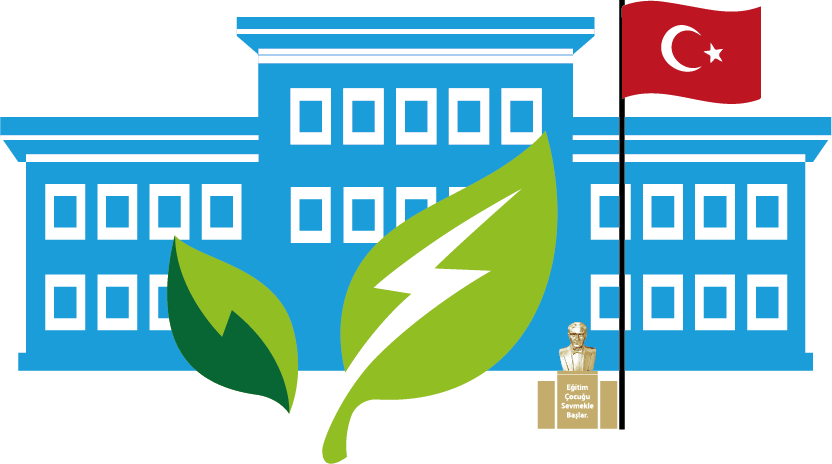 Eğitim
Çocuğu
Sevmekle
Başlar.